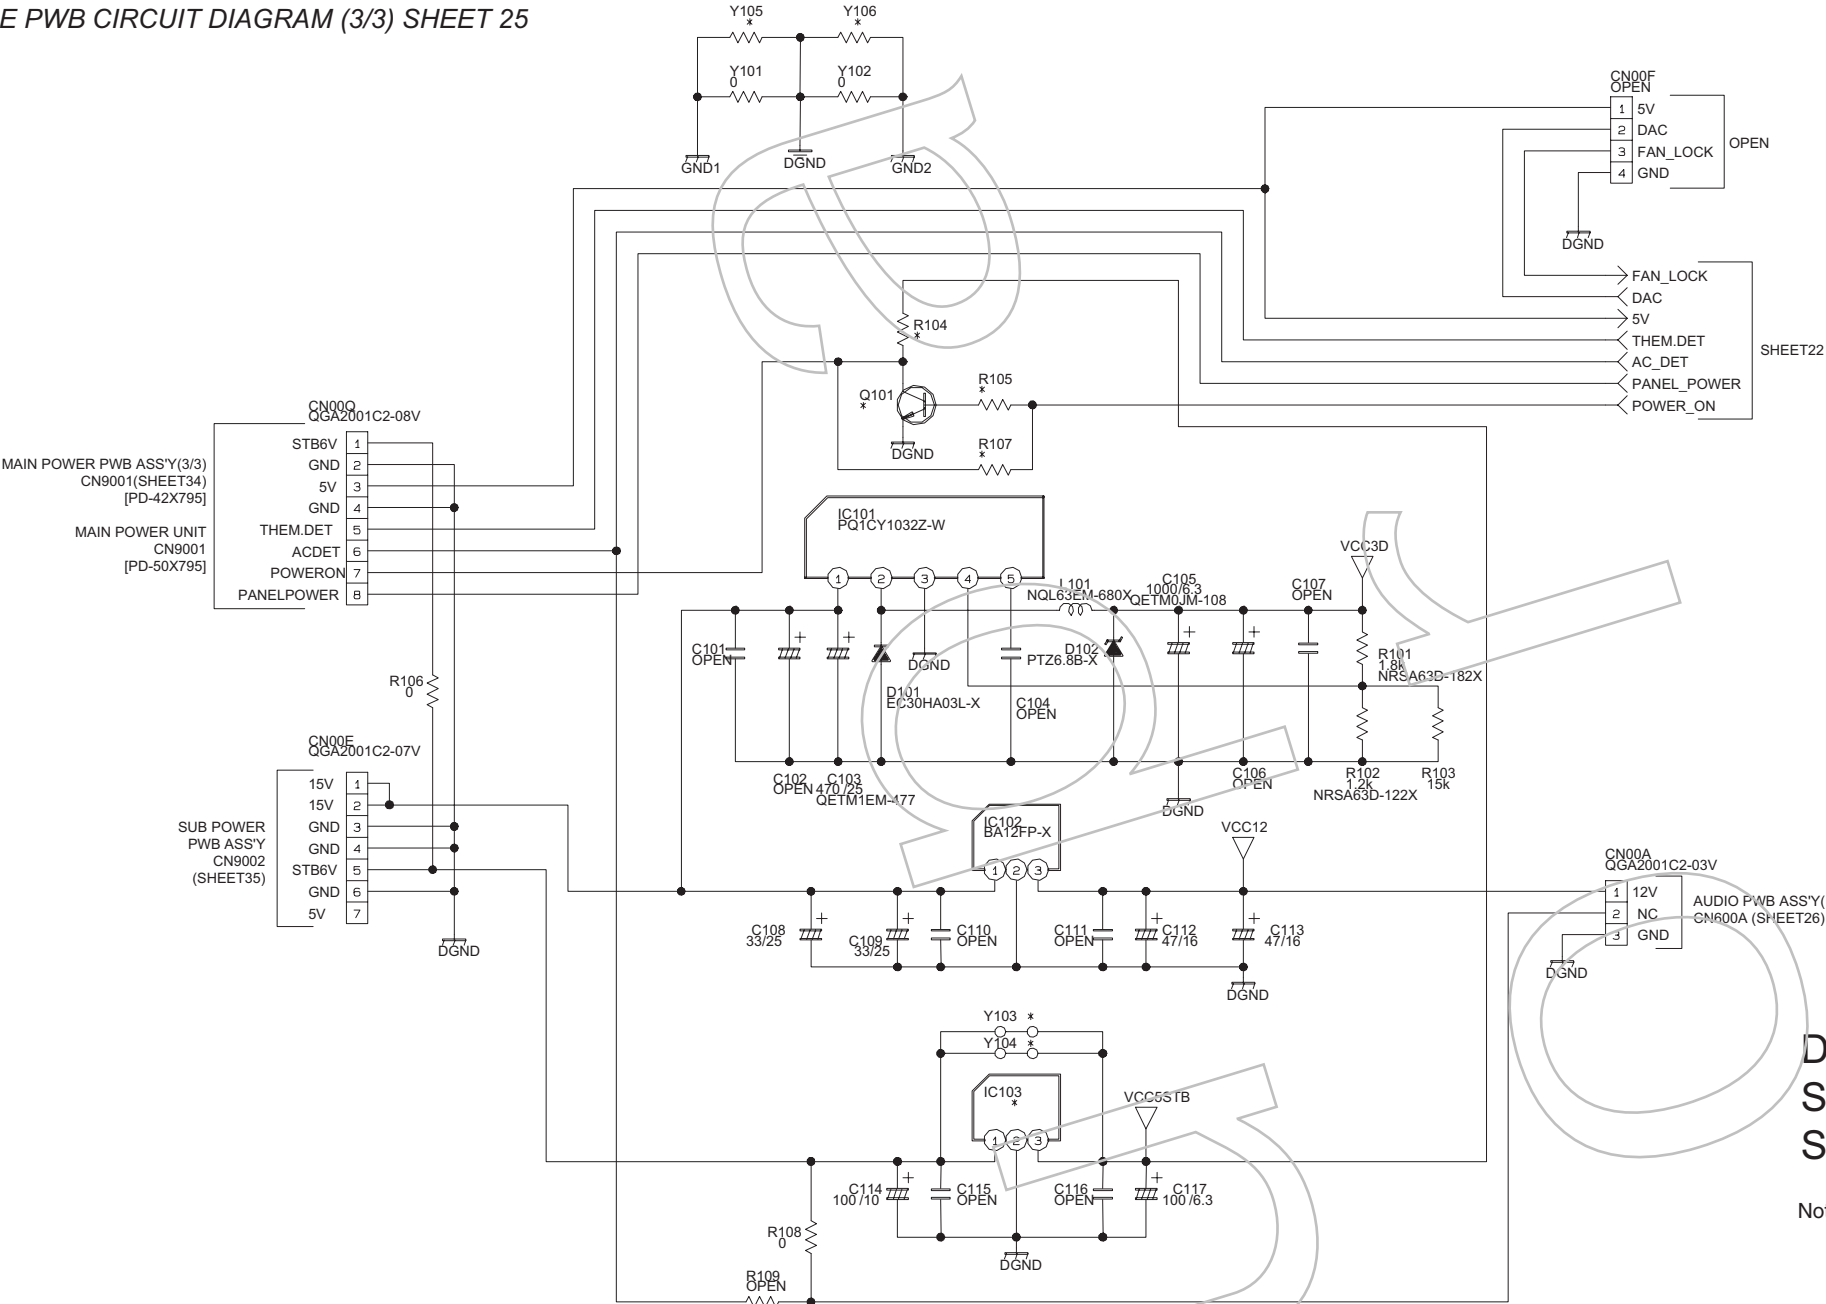 E PWB CIRCUIT DIAGRAM (3/3) SHEET 25
Y105
*
Y106
*
Y101
0
Y102
0
GND1
DGND
GND2
CN00F
OPEN
1 5V
2 DAC
3 FAN_LOCK
4 GND
OPEN
DGND
FAN_LOCK
DAC
5V
THEM.DET
AC_DET
PANEL_POWER
POWER_ON
SHEET22
R104
*
Q101
*
R105
*
DGND
R107
*
CN00Q
QGA2001C2-08V
STB6V 1
GND 2
5V 3
GND 4
THEM.DET 5
ACDET 6
POWERON 7
PANELPOWER 8
MAIN POWER PWB ASS'Y(3/3)
CN9001(SHEET34)
[PD-42X795]
MAIN POWER UNIT
CN9001
[PD-50X795]
IC101
PQ1CY1032Z-W
1 2 3 4 5
L101
NQL63EM-680X
C105
1000/6.3
QETM0JM-108
C107
OPEN
VCC3D
C101
OPEN
DGND
D101
EC30HA03L-X
D102
PTZ6.8B-X
C104
OPEN
R101
1.8k
NRSA63D-182X
C102
OPEN
C103
470/25
QETM1EM-477
C106
OPEN
R102
1.2k
NRSA63D-122X
R103
15k
DGND
R106
0
CN00E
QGA2001C2-07V
15V 1
15V 2
GND 3
GND 4
STB6V 5
GND 6
5V 7
SUB POWER
PWB ASS'Y
CN9002
(SHEET35)
DGND
IC102
BA12FP-X
1 2 3
VCC12
C108
33/25
C109
33/25
C110
OPEN
C111
OPEN
C112
47/16
C113
47/16
DGND
CN00A
QGA2001C2-03V
1 12V
2 NC
3 GND
AUDIO PWB ASS'Y(
CN600A (SHEET26)
DGND
Y103 *
Y104 *
IC103
*
1 2 3
VCC5STB
C114
100/10
C115
OPEN
C116
OPEN
C117
100/6.3
DGND
R108
0
R109
OPEN
D
S
S